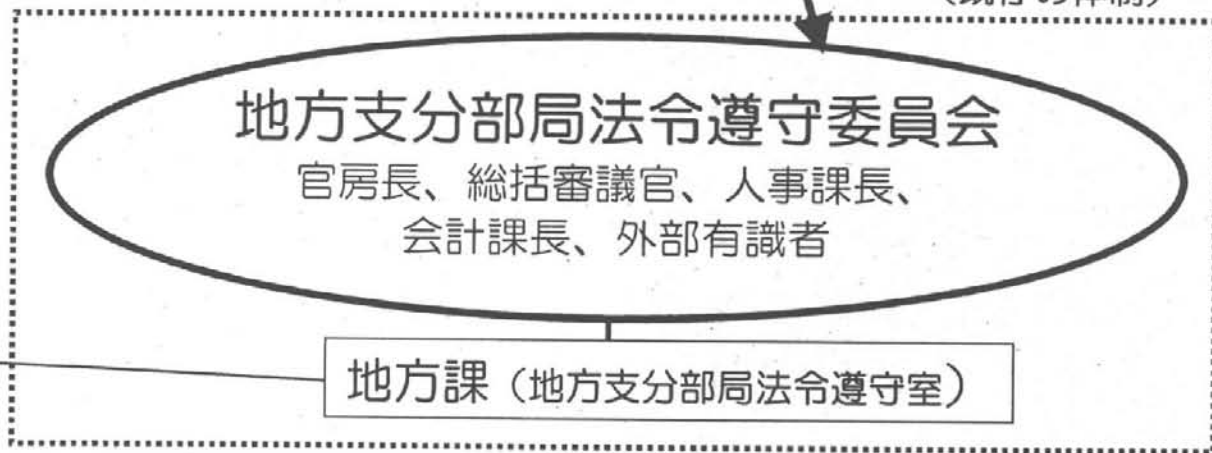 地方支分部局法令遵守委員会
官房長、総括審議官、人事課長、
会計課長、外部有識者
地方課（地方支分部局法令遵守室）